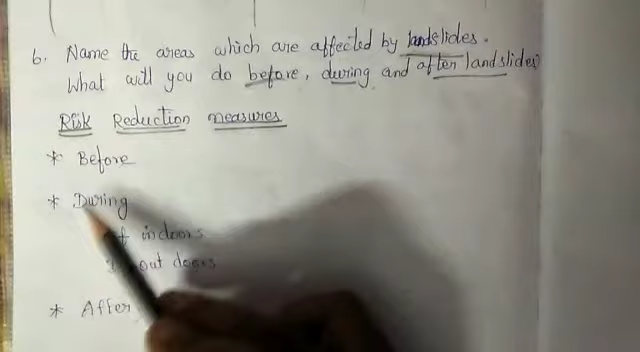 6. Name the areas which are affected by landslides.
What will you do before, during and after landslides
Risk Reduction measures
* Before
* During
If indoors
out doors
* After